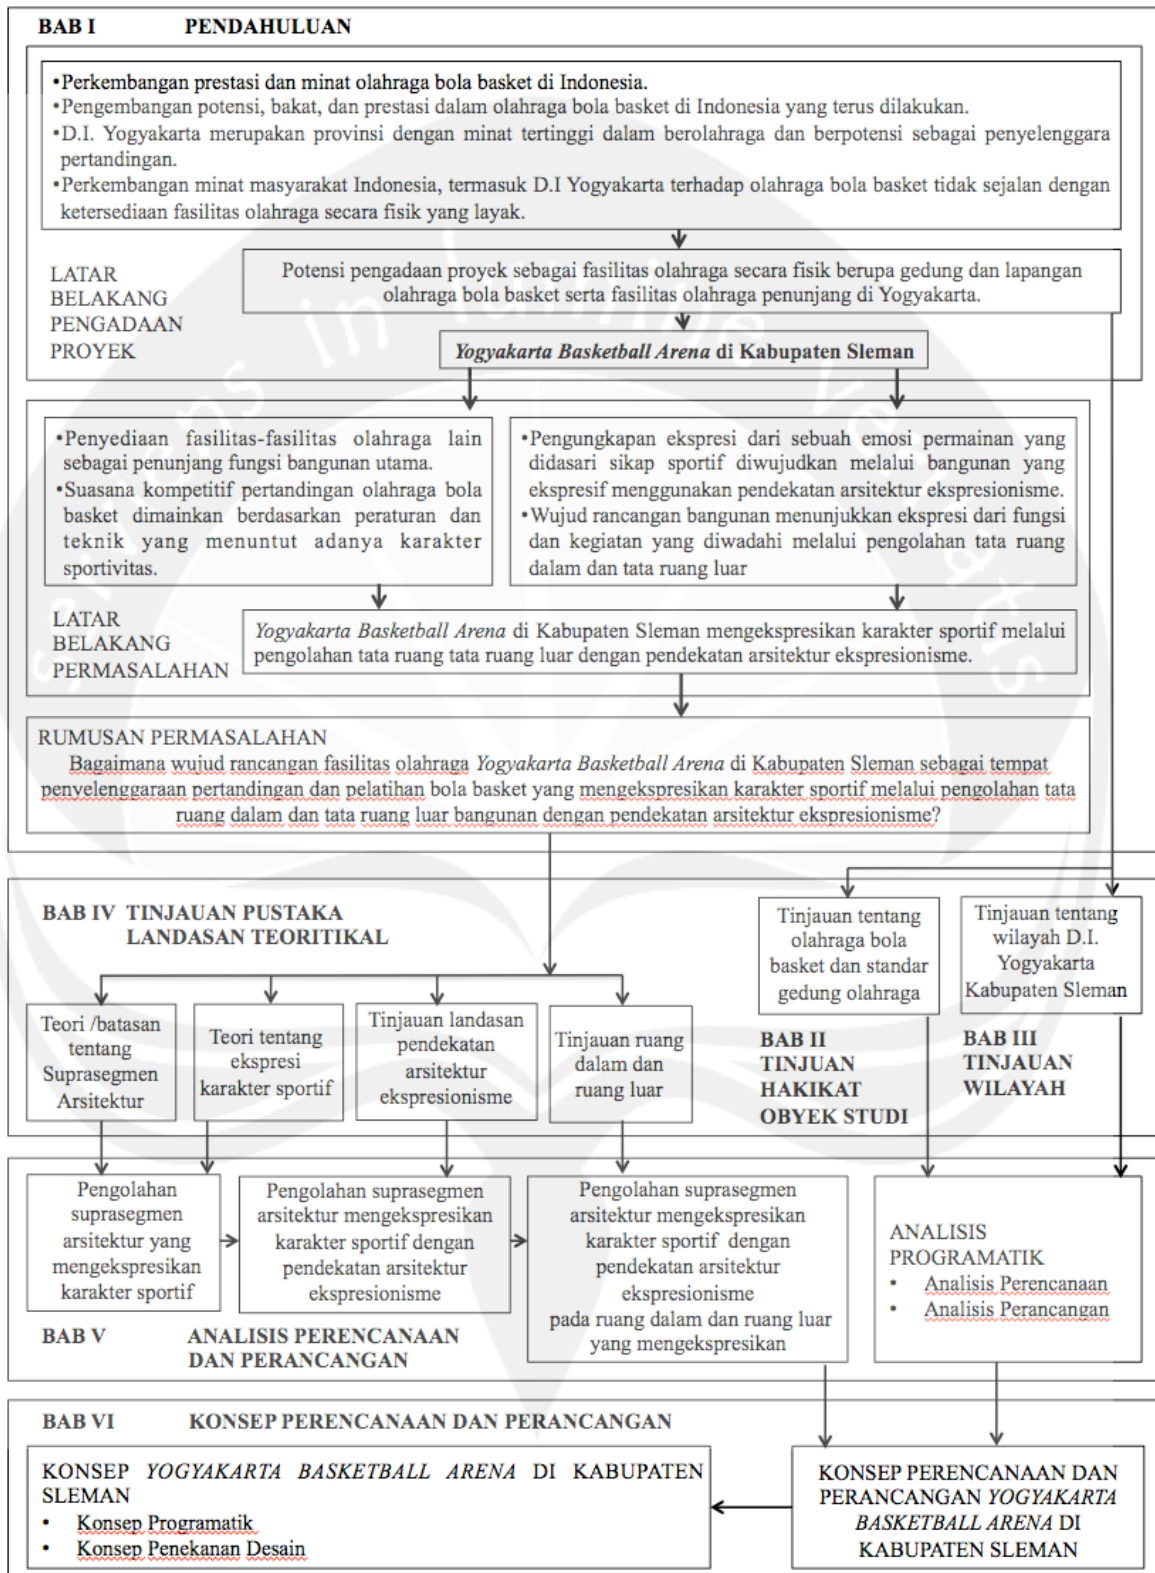 BAB I PENDAHULUAN
•Perkembangan prestasi dan minat olahraga bola basket di Indonesia.
•Pengembangan potensi, bakat, dan prestasi dalam olahraga bola basket di Indonesia yang terus dilakukan.
•D.I. Yogyakarta merupakan provinsi dengan minat tertinggi dalam berolahraga dan berpotensi sebagai penyelenggara
pertandingan.
•Perkembangan minat masyarakat Indonesia, termasuk D.I Yogyakarta terhadap olahraga bola basket tidak sejalan dengan
ketersediaan fasilitas olahraga secara fisik yang layak.
LATAR
BELAKANG
PENGADAAN
PROYEK
Potensi pengadaan proyek sebagai fasilitas olahraga secara fisik berupa gedung dan lapangan
olahraga bola basket serta fasilitas olahraga penunjang di Yogyakarta.
Yogyakarta Basketball Arena di Kabupaten Sleman
•Penyediaan fasilitas-fasilitas olahraga lain
sebagai penunjang fungsi bangunan utama.
•Suasana kompetitif pertandingan olahraga bola
basket dimainkan berdasarkan peraturan dan
teknik yang menuntut adanya karakter
sportivitas.
•Pengungkapan ekspresi dari sebuah emosi permainan yang
didasari sikap sportif diwujudkan melalui bangunan yang
ekspresif menggunakan pendekatan arsitektur ekspresionisme.
•Wujud rancangan bangunan menunjukkan ekspresi dari fungsi
dan kegiatan yang diwadahi melalui pengolahan tata ruang
dalam dan tata ruang luar
LATAR
BELAKANG
PERMASALAHAN
Yogyakarta Basketball Arena di Kabupaten Sleman mengekspresikan karakter sportif melalui
pengolahan tata ruang tata ruang luar dengan pendekatan arsitektur ekspresionisme.
RUMUSAN PERMASALAHAN
Bagaimana wujud rancangan fasilitas olahraga Yogyakarta Basketball Arena di Kabupaten Sleman sebagai tempat
penyelenggaraan pertandingan dan pelatihan bola basket yang mengekspresikan karakter sportif melalui pengolahan tata
ruang dalam dan tata ruang luar bangunan dengan pendekatan arsitektur ekspresionisme?
BAB IV TINJAUAN PUSTAKA
LANDASAN TEORITIKAL
Teori /batasan
tentang
Suprasegmen
Arsitektur
Teori tentang
ekspresi
karakter sportif
Tinjauan landasan
pendekatan
arsitektur
ekspresionisme
Tinjauan ruang
dalam dan
ruang luar
Tinjauan tentang
olahraga bola
basket dan standar
gedung olahraga
BAB II
TINJUAN
HAKIKAT
OBYEK STUDI
Tinjauan tentang
wilayah D.I.
Yogyakarta
Kabupaten Sleman
BAB III
TINJAUAN
WILAYAH
Pengolahan
suprasegmen
arsitektur yang
mengekspresikan
karakter sportif
Pengolahan suprasegmen
arsitektur mengekspresikan
karakter sportif dengan
pendekatan arsitektur
ekspresionisme
Pengolahan suprasegmen
arsitektur mengekspresikan
karakter sportif dengan
pendekatan arsitektur
ekspresionisme
pada ruang dalam dan ruang luar
yang mengekspresikan
ANALISIS
PROGRAMATIK
• Analisis Perencanaan
• Analisis Perancangan
BAB V ANALISIS PERENCANAAN
DAN PERANCANGAN
BAB VI KONSEP PERENCANAAN DAN PERANCANGAN
KONSEP YOGYAKARTA BASKETBALL ARENA DI KABUPATEN
SLEMAN
• Konsep Programatik
• Konsep Penekanan Desain
KONSEP PERENCANAAN DAN
PERANCANGAN YOGYAKARTA
BASKETBALL ARENA DI
KABUPATEN SLEMAN
serviens in lumine veritatis